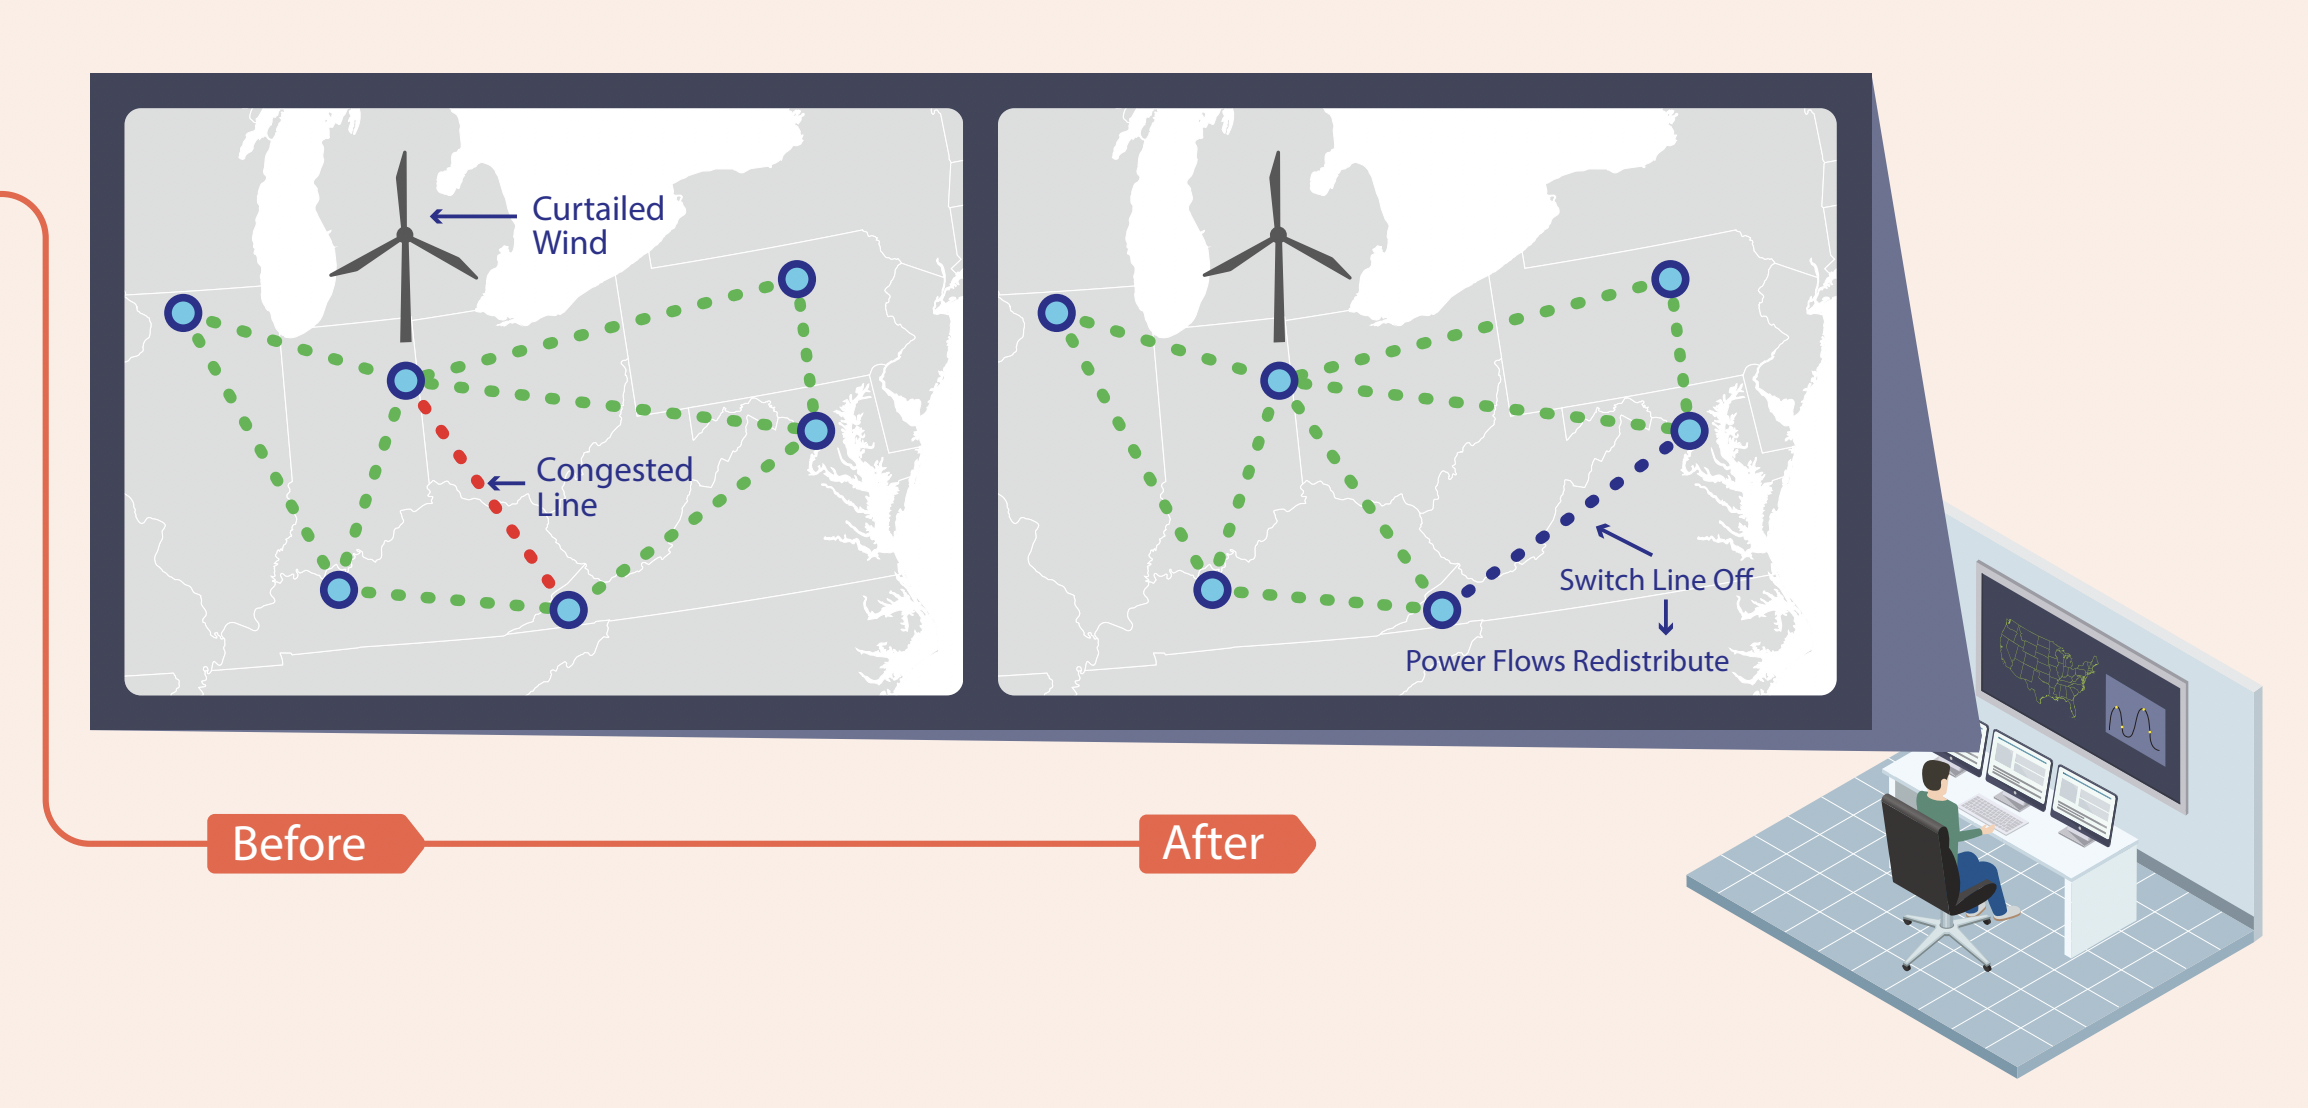 Curtailed
Wind
Congested
Line
Switch Line Off
Power Flows Redistribute
Before
After